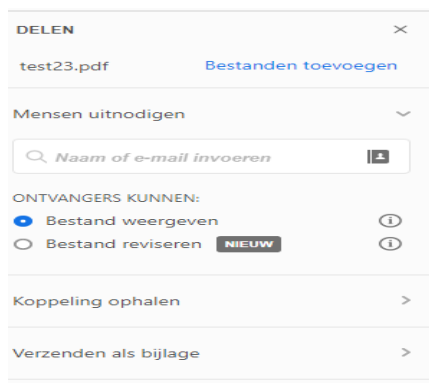 DELEN
test23.pdf Bestanden toevoegen
Mensen uitnodigen
Naam of e-mail invoeren
ONTVANGERS KUNNEN:
Bestand weergeven
Bestand reviseren NIEUW
Koppeling ophalen
Verzenden als bijlage